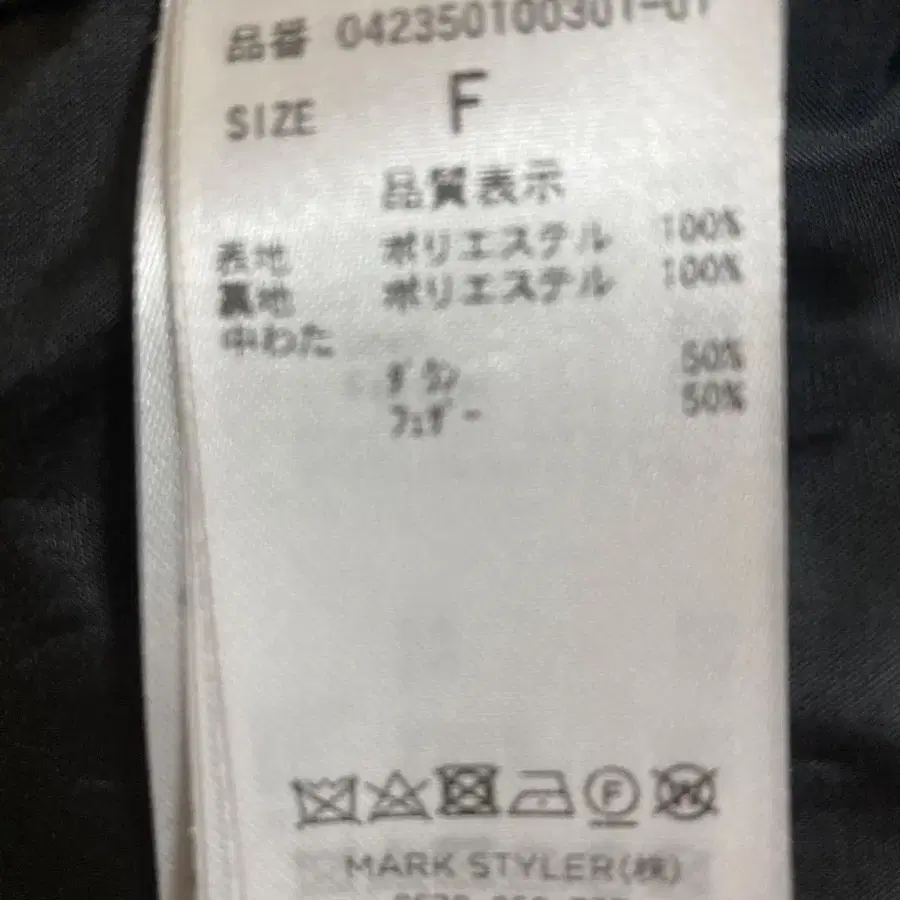 品番 042350100301-01
SIZE F
品質表示
表地 ポリエステル 100%
裏地 ポリエステル 100%
中わた
ダウン 50%
フェザー 50%
F W
MARK STYLER(株)